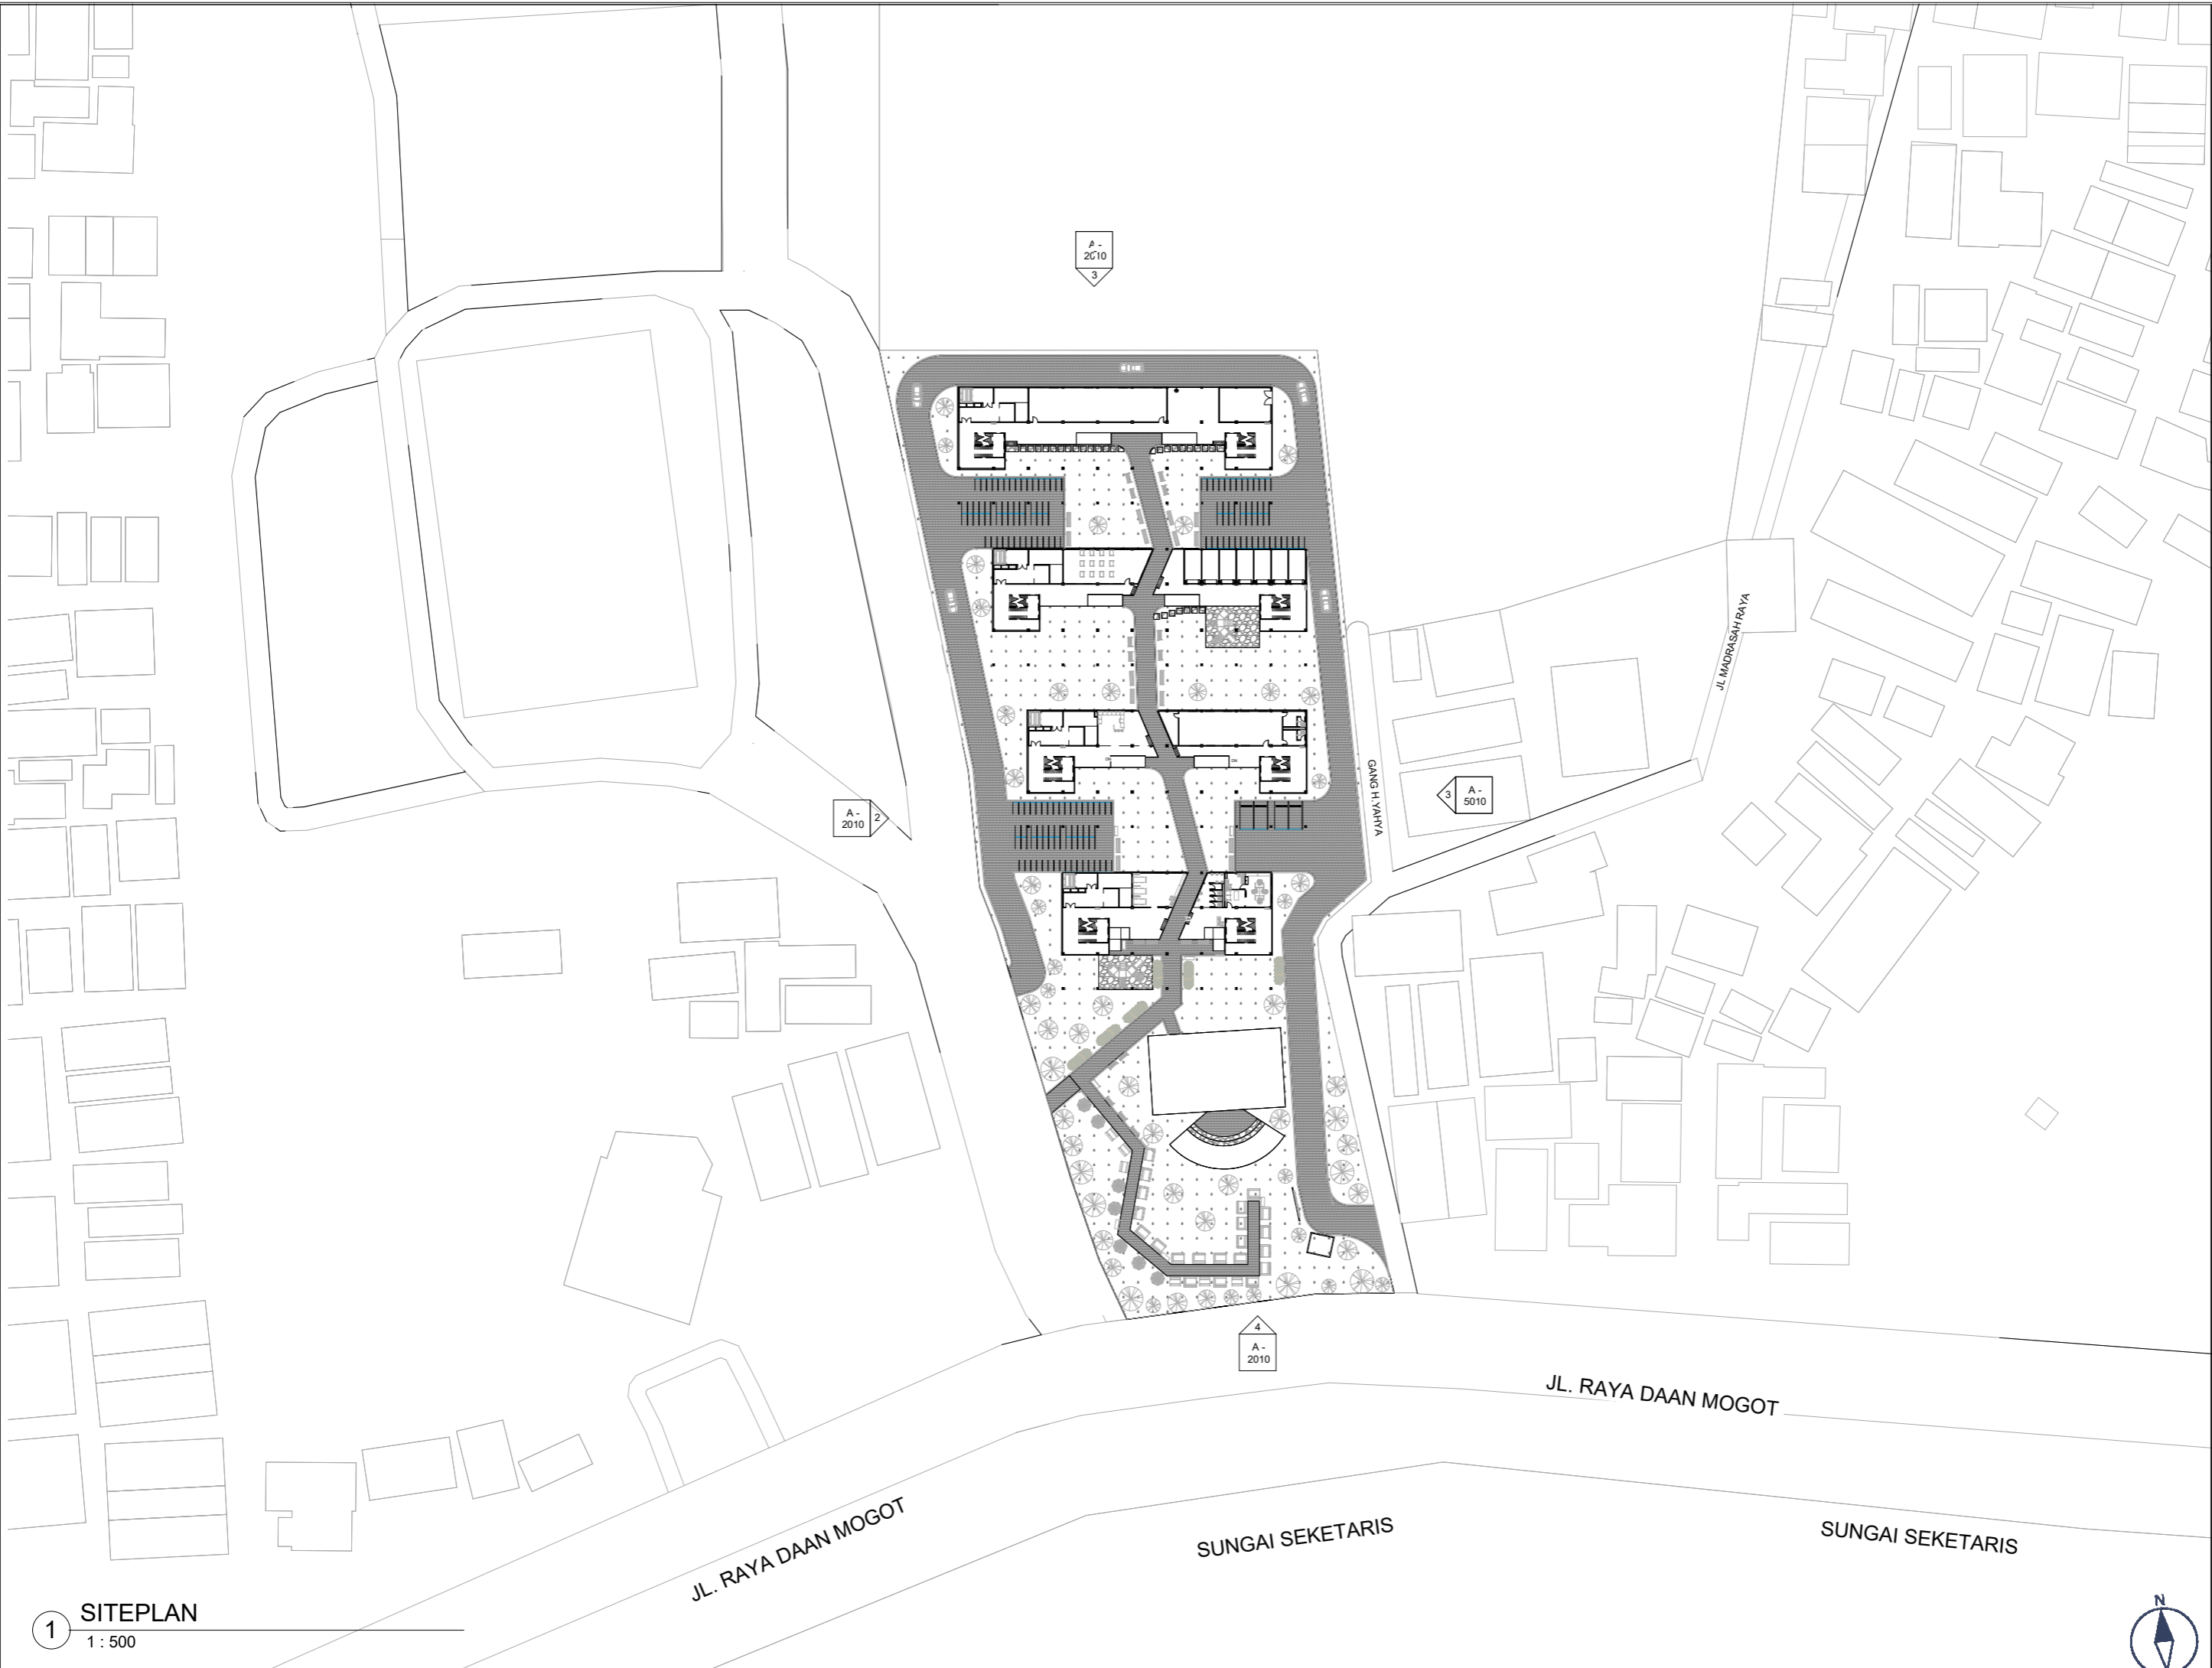 A -
2010
3
JL MADRASAH RAYA
GANG H.YAHYA
A -
2010
2
3
A -
5010
4
A -
2010
JL. RAYA DAAN MOGOT
JL. RAYA DAAN MOGOT
SUNGAI SEKETARIS
SUNGAI SEKETARIS
1
SITEPLAN
1 : 500
N